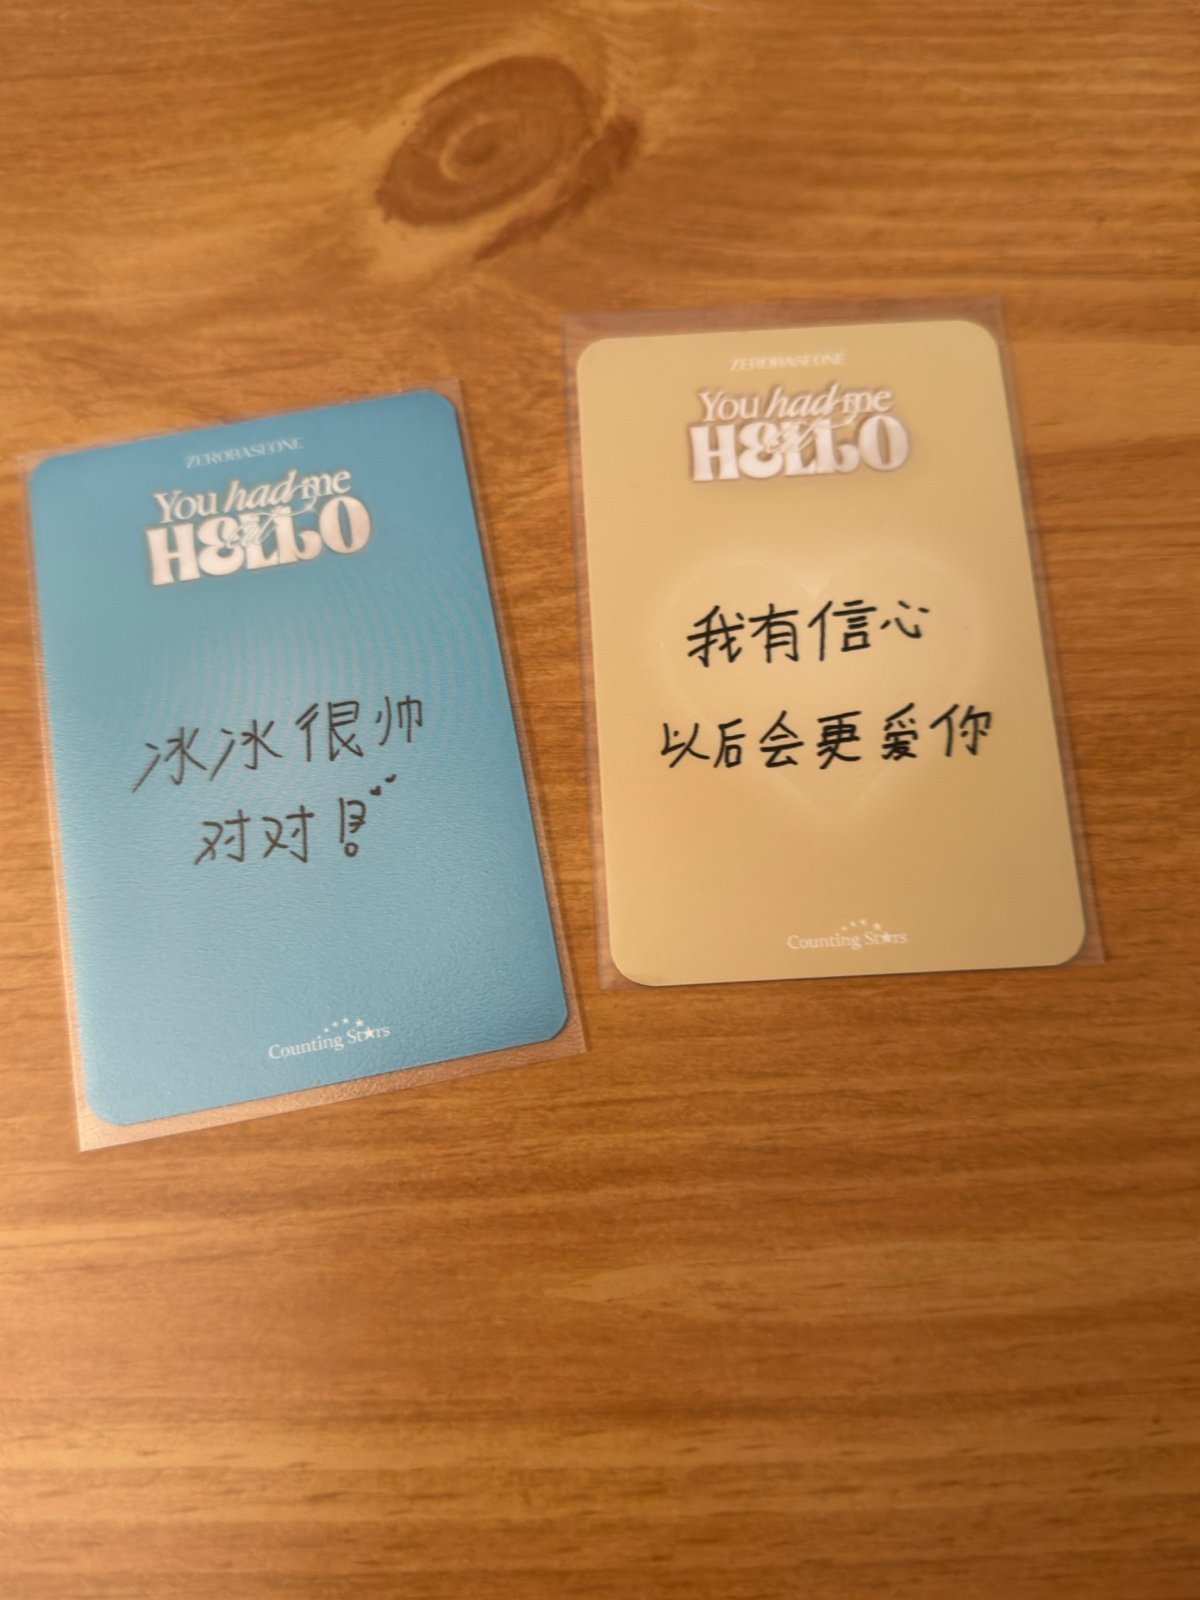 ZEROBASEONE
You had me
at
HELLO
冰冰很帅
对对!
Counting Stars
ZEROBASEONE
You had me
at
HELLO
我有信心
以后会更爱你
Counting Stars